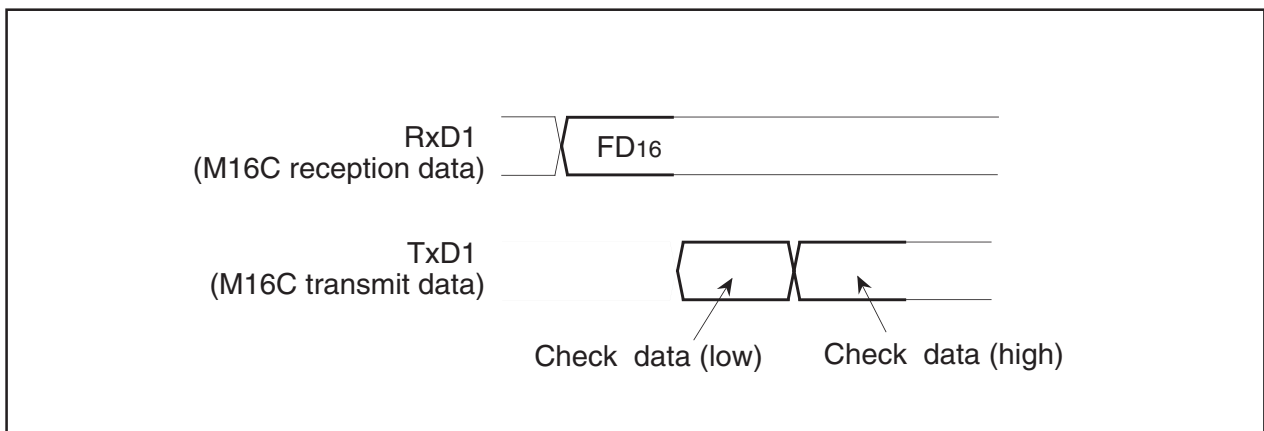 RxD1
(M16C reception data)
FD16
TxD1
(M16C transmit data)
Check data (low)
Check data (high)